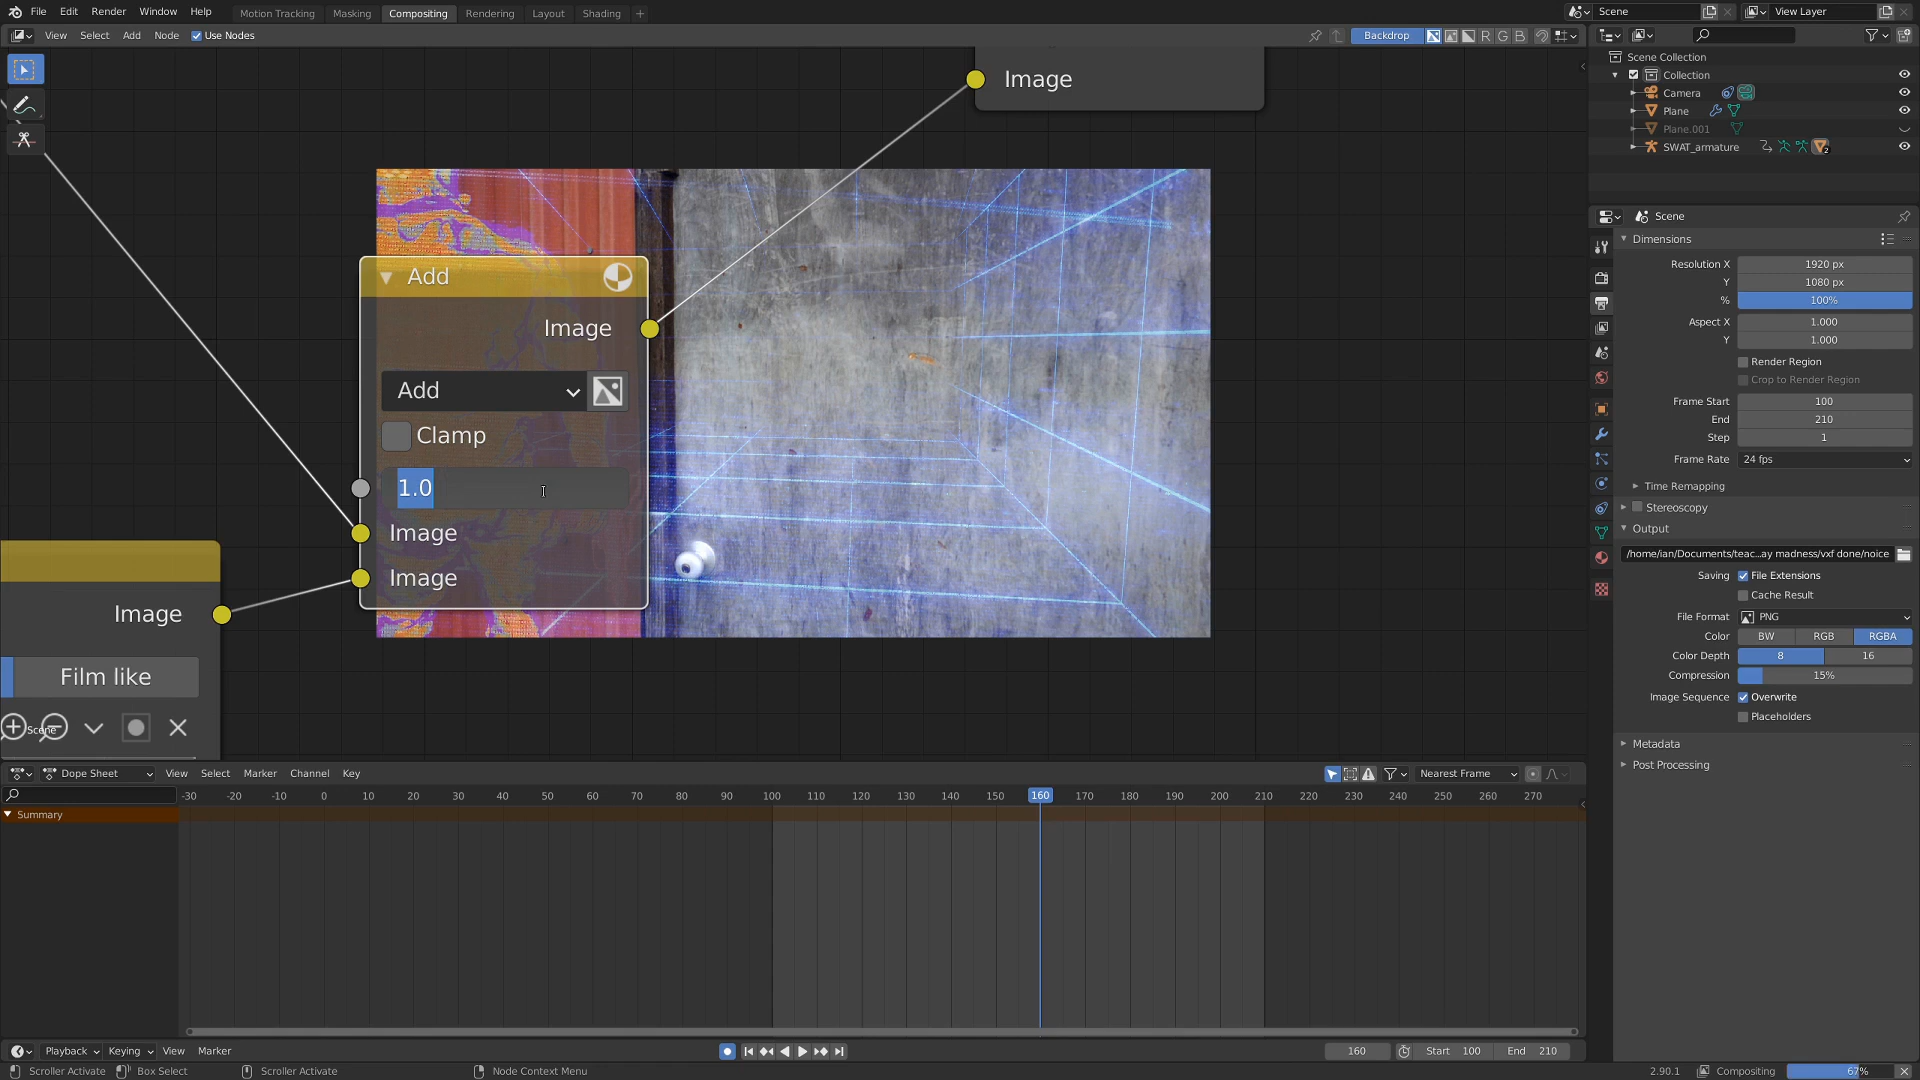 File Edit Render Window Help Motion Tracking Masking Compositing Rendering Layout Shading + Scene View Layer
View Select Add Node Use Nodes Backdrop R G B
Scene Collection
Collection
Camera
Plane
Plane.001
SWAT_armature
Image
Add
Image
Add
Clamp
1.0
Image
Image
Image
Film like
Scene
Scene
Dimensions
Resolution X 1920 px
Y 1080 px
% 100%
Aspect X 1.000
Y 1.000
Render Region
Crop to Render Region
Frame Start 100
End 210
Step 1
Frame Rate 24 fps
Time Remapping
Stereoscopy
Output
/home/ian/Documents/teac...ay madness/vxf done/noice
Saving File Extensions
Cache Result
File Format PNG
Color BW RGB RGBA
Color Depth 8 16
Compression 15%
Image Sequence Overwrite
Placeholders
Metadata
Post Processing
Dope Sheet View Select Marker Channel Key Nearest Frame
-30 -20 -10 0 10 20 30 40 50 60 70 80 90 100 110 120 130 140 150 160 170 180 190 200 210 220 230 240 250 260 270
Summary
Playback Keying View Marker 160 Start 100 End 210
Scroller Activate Box Select Scroller Activate Node Context Menu 2.90.1 Compositing 67%